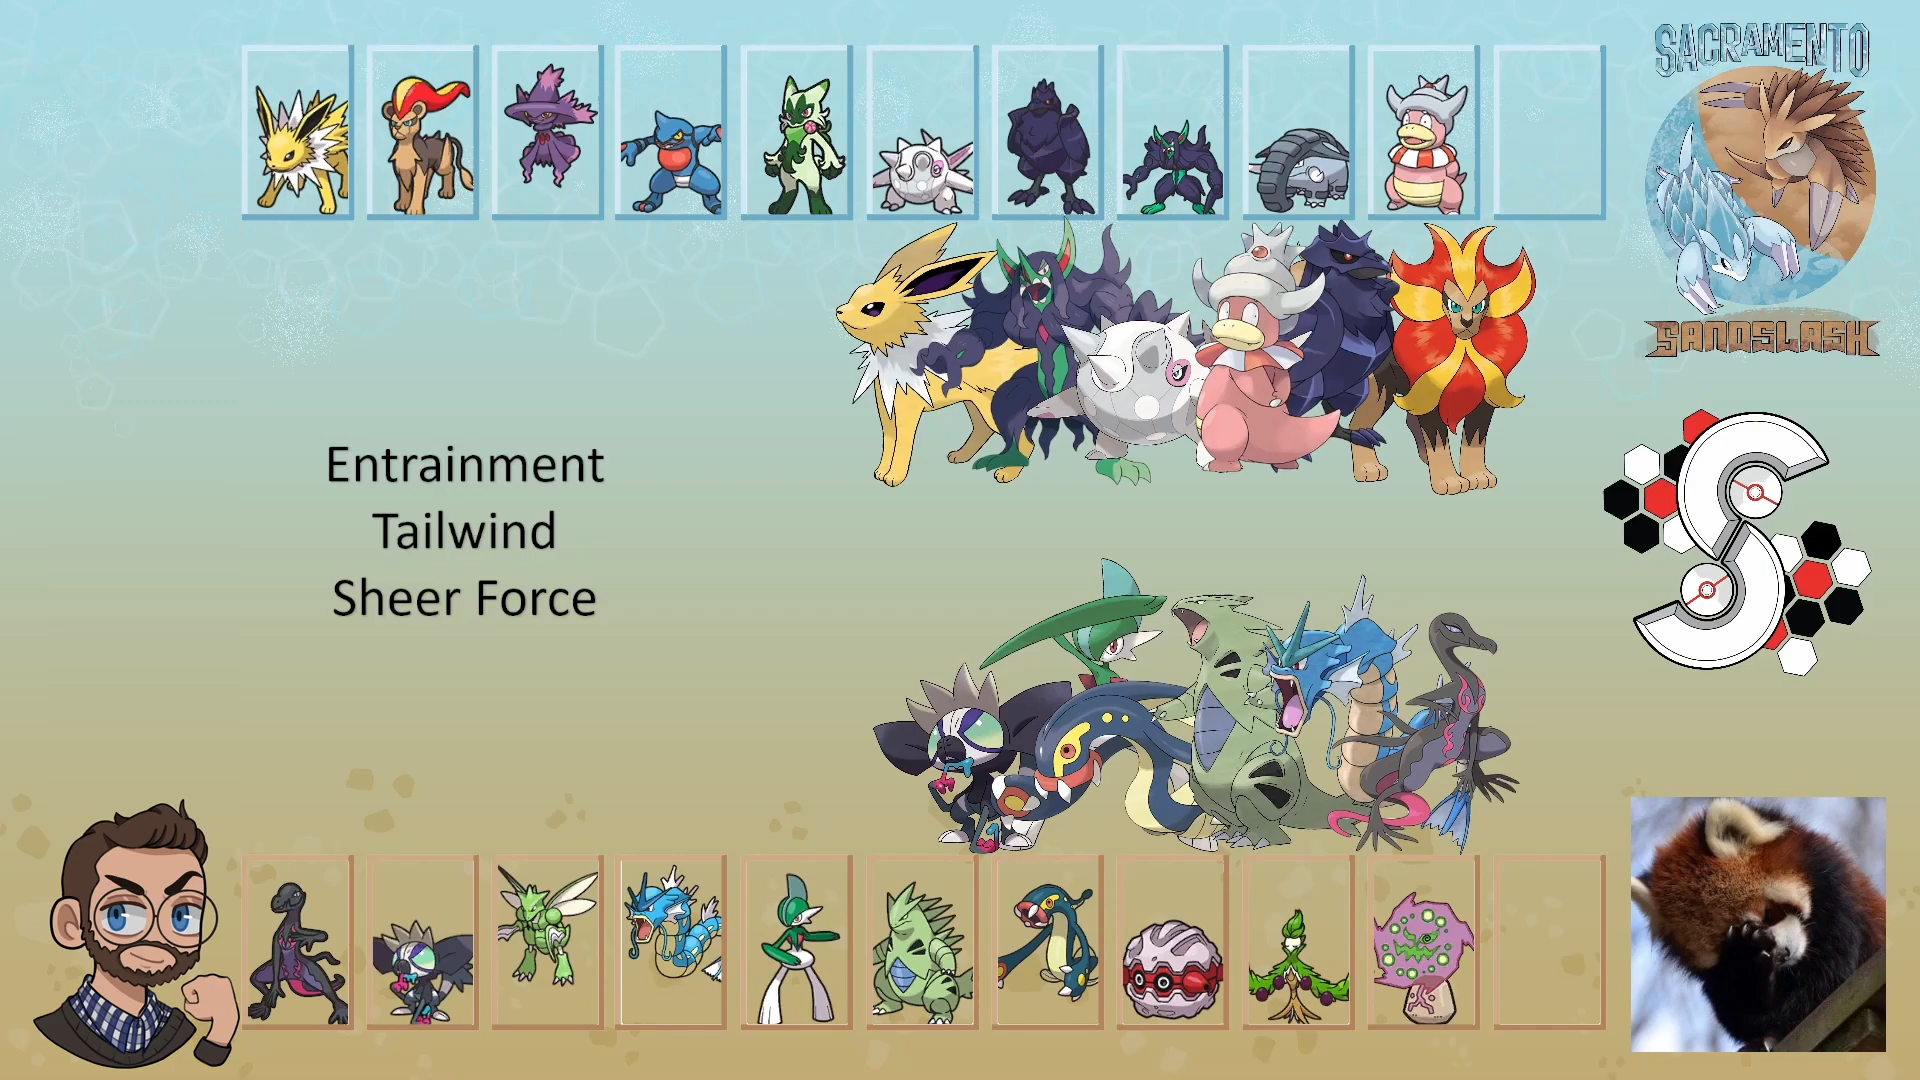 SACRAMENTO
SANDSLASH
Entrainment
Tailwind
Sheer Force